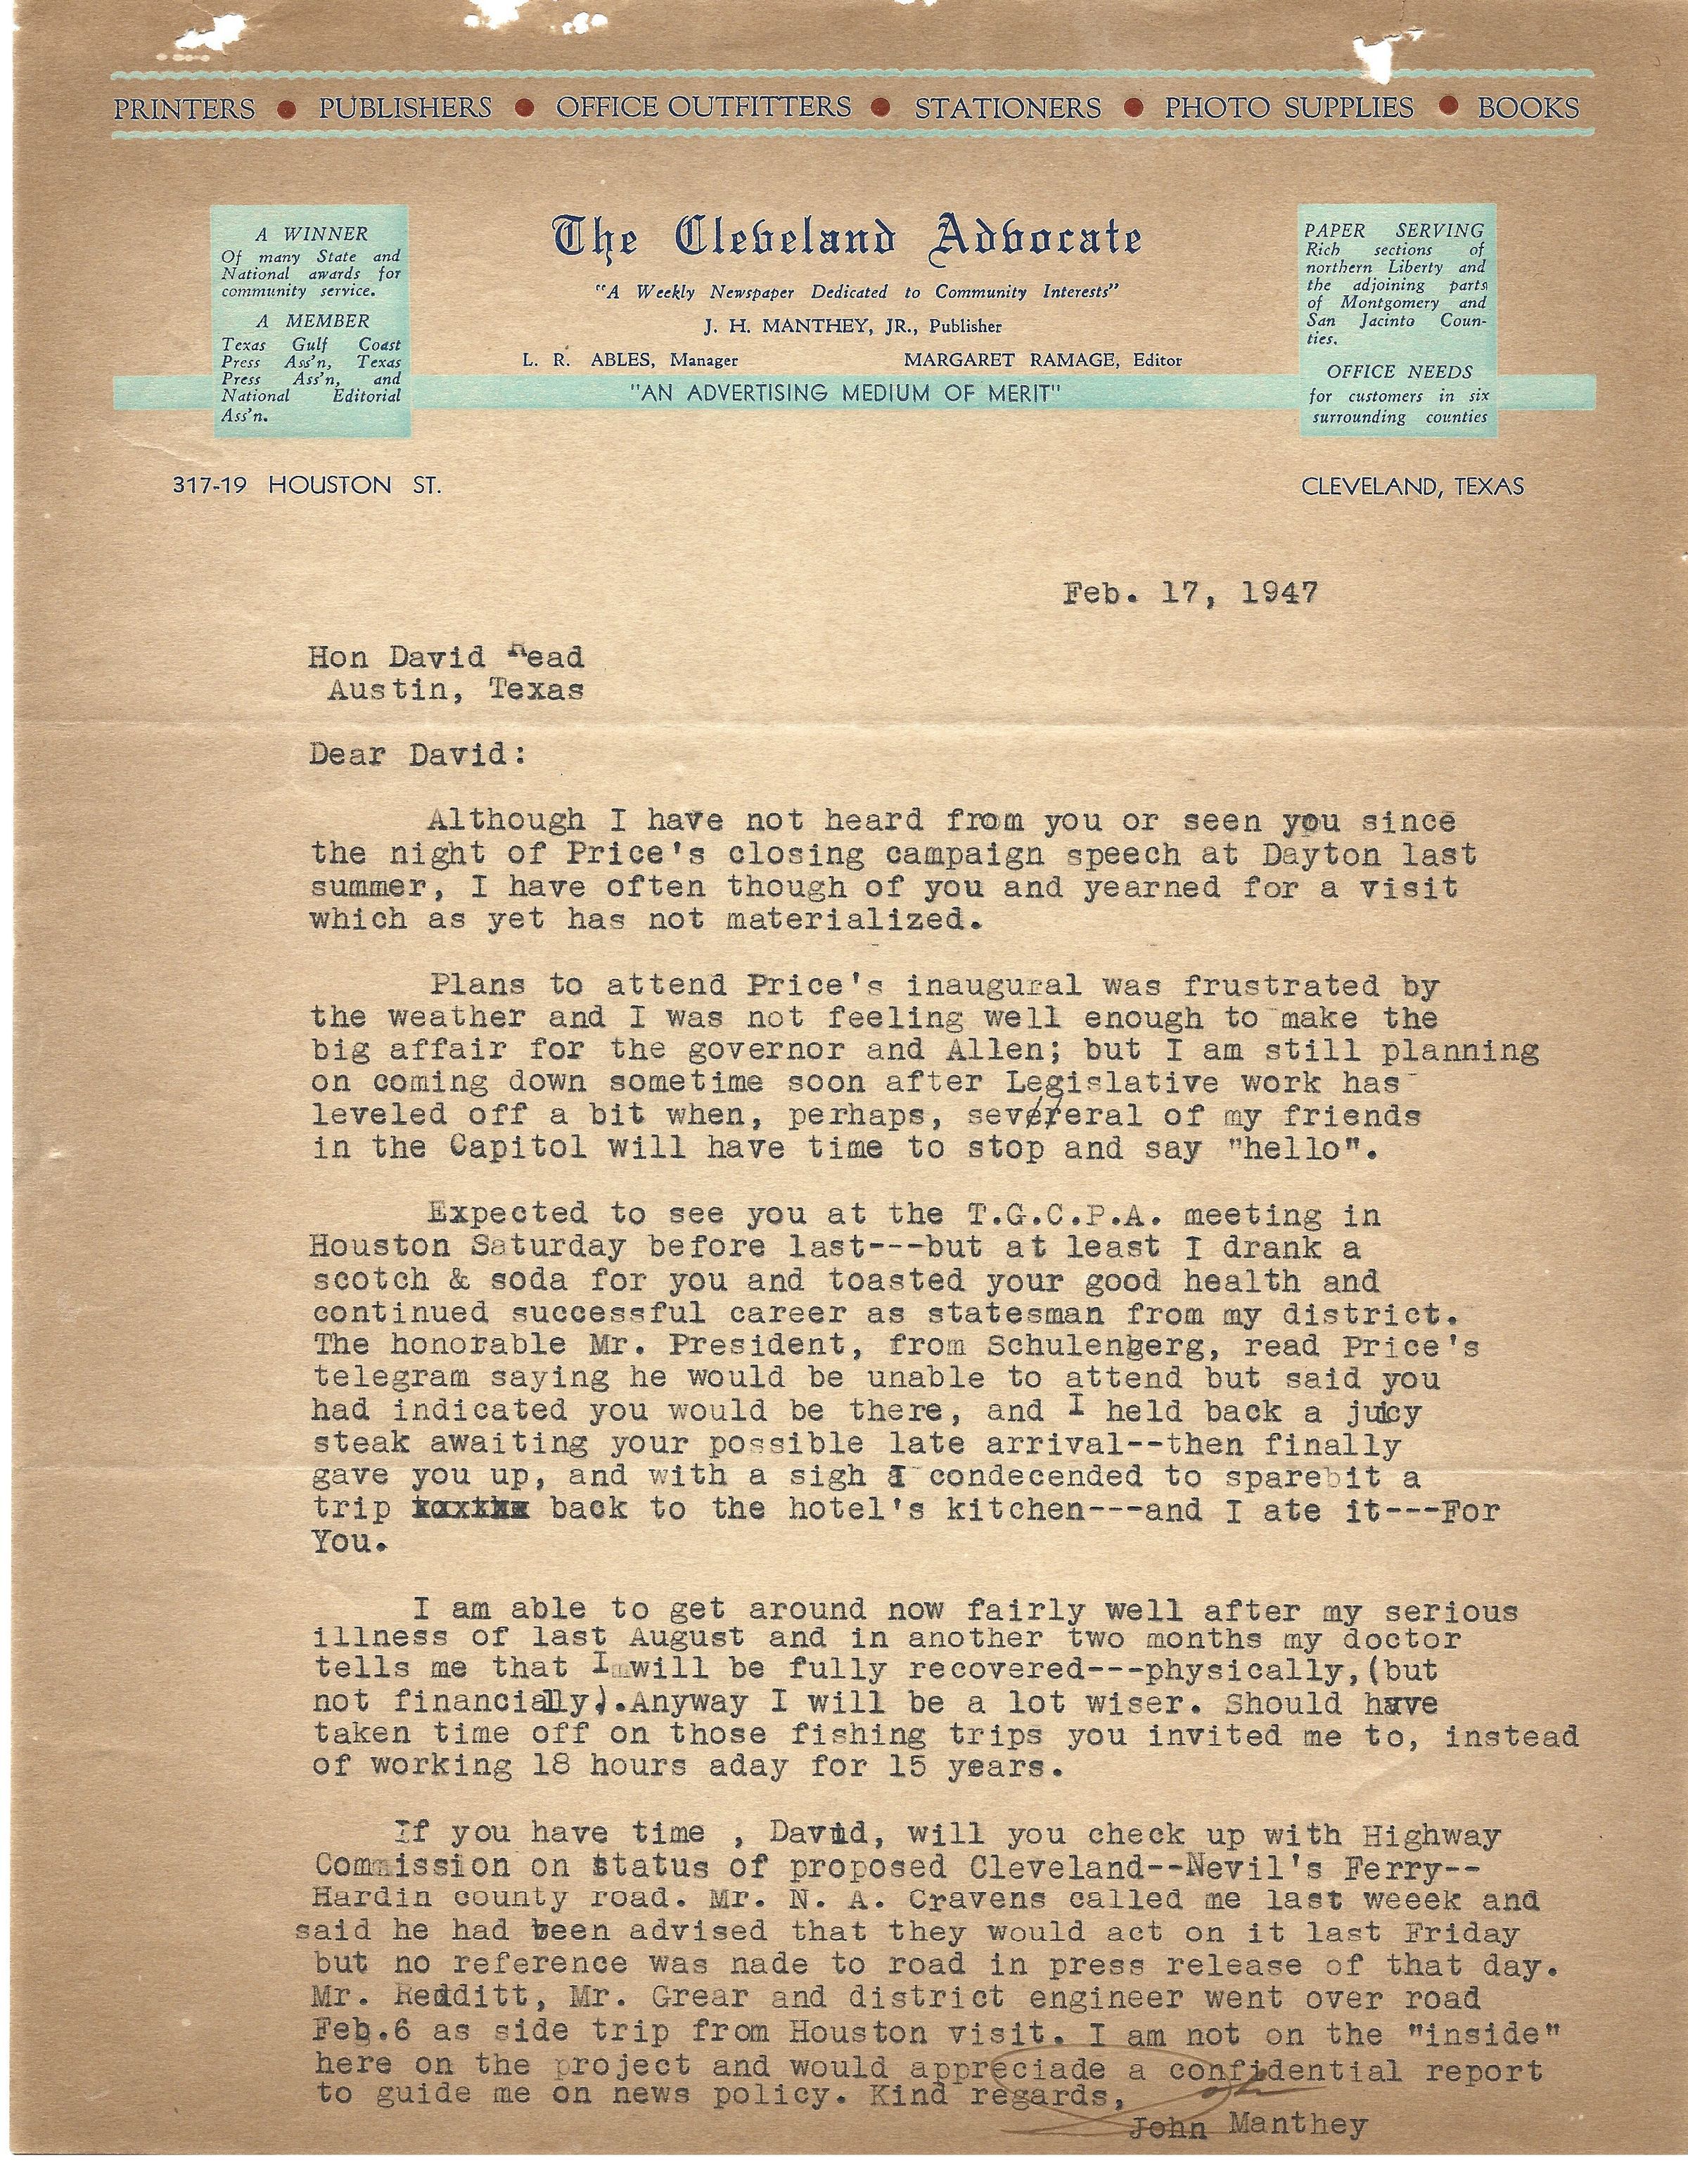 PRINTERS ● PUBLISHERS ● OFFICE OUTFITTERS ● STATIONERS ● PHOTO SUPPLIES ● BOOKS
A WINNER
Of many State and
National awards for
community service.
A MEMBER
Texas Gulf Coast
Press Ass'n, Texas
Press Ass'n, and
National Editorial
Ass'n.
The Cleveland Advocate
"A Weekly Newspaper Dedicated to Community Interests"
J. H. MANTHEY, JR., Publisher
L. R. ABLES, Manager MARGARET RAMAGE, Editor
"AN ADVERTISING MEDIUM OF MERIT"
PAPER SERVING
Rich sections of
northern Liberty and
the adjoining parts
of Montgomery and
San Jacinto Coun-
ties.
OFFICE NEEDS
for customers in six
surrounding counties
317-19 HOUSTON ST. CLEVELAND, TEXAS
Feb. 17, 1947
Hon David Read
Austin, Texas
Dear David:
Although I have not heard from you or seen you since
the night of Price's closing campaign speech at Dayton last
summer, I have often though of you and yearned for a visit
which as yet has not materialized.
Plans to attend Price's inaugural was frustrated by
the weather and I was not feeling well enough to make the
big affair for the governor and Allen; but I am still planning
on coming down sometime soon after Legislative work has
leveled off a bit when, perhaps, severeral of my friends
in the Capitol will have time to stop and say "hello".
Expected to see you at the T.G.C.P.A. meeting in
Houston Saturday before last---but at least I drank a
scotch & soda for you and toasted your good health and
continued successful career as statesman from my district.
The honorable Mr. President, from Schulenberg, read Price's
telegram saying he would be unable to attend but said you
had indicated you would be there, and I held back a juicy
steak awaiting your possible late arrival--then finally
gave you up, and with a sigh I condecended to sparebit a
trip back to the hotel's kitchen---and I ate it---For
You.
I am able to get around now fairly well after my serious
illness of last August and in another two months my doctor
tells me that I will be fully recovered---physically,(but
not financially).Anyway I will be a lot wiser. Should have
taken time off on those fishing trips you invited me to, instead
of working 18 hours aday for 15 years.
If you have time , David, will you check up with Highway
Commission on status of proposed Cleveland--Nevil's Ferry--
Hardin county road. Mr. N. A. Cravens called me last weeek and
said he had been advised that they would act on it last Friday
but no reference was nade to road in press release of that day.
Mr. Redditt, Mr. Grear and district engineer went over road
Feb.6 as side trip from Houston visit. I am not on the "inside"
here on the project and would appreciade a confidential report
to guide me on news policy. Kind regards,
John
John Manthey